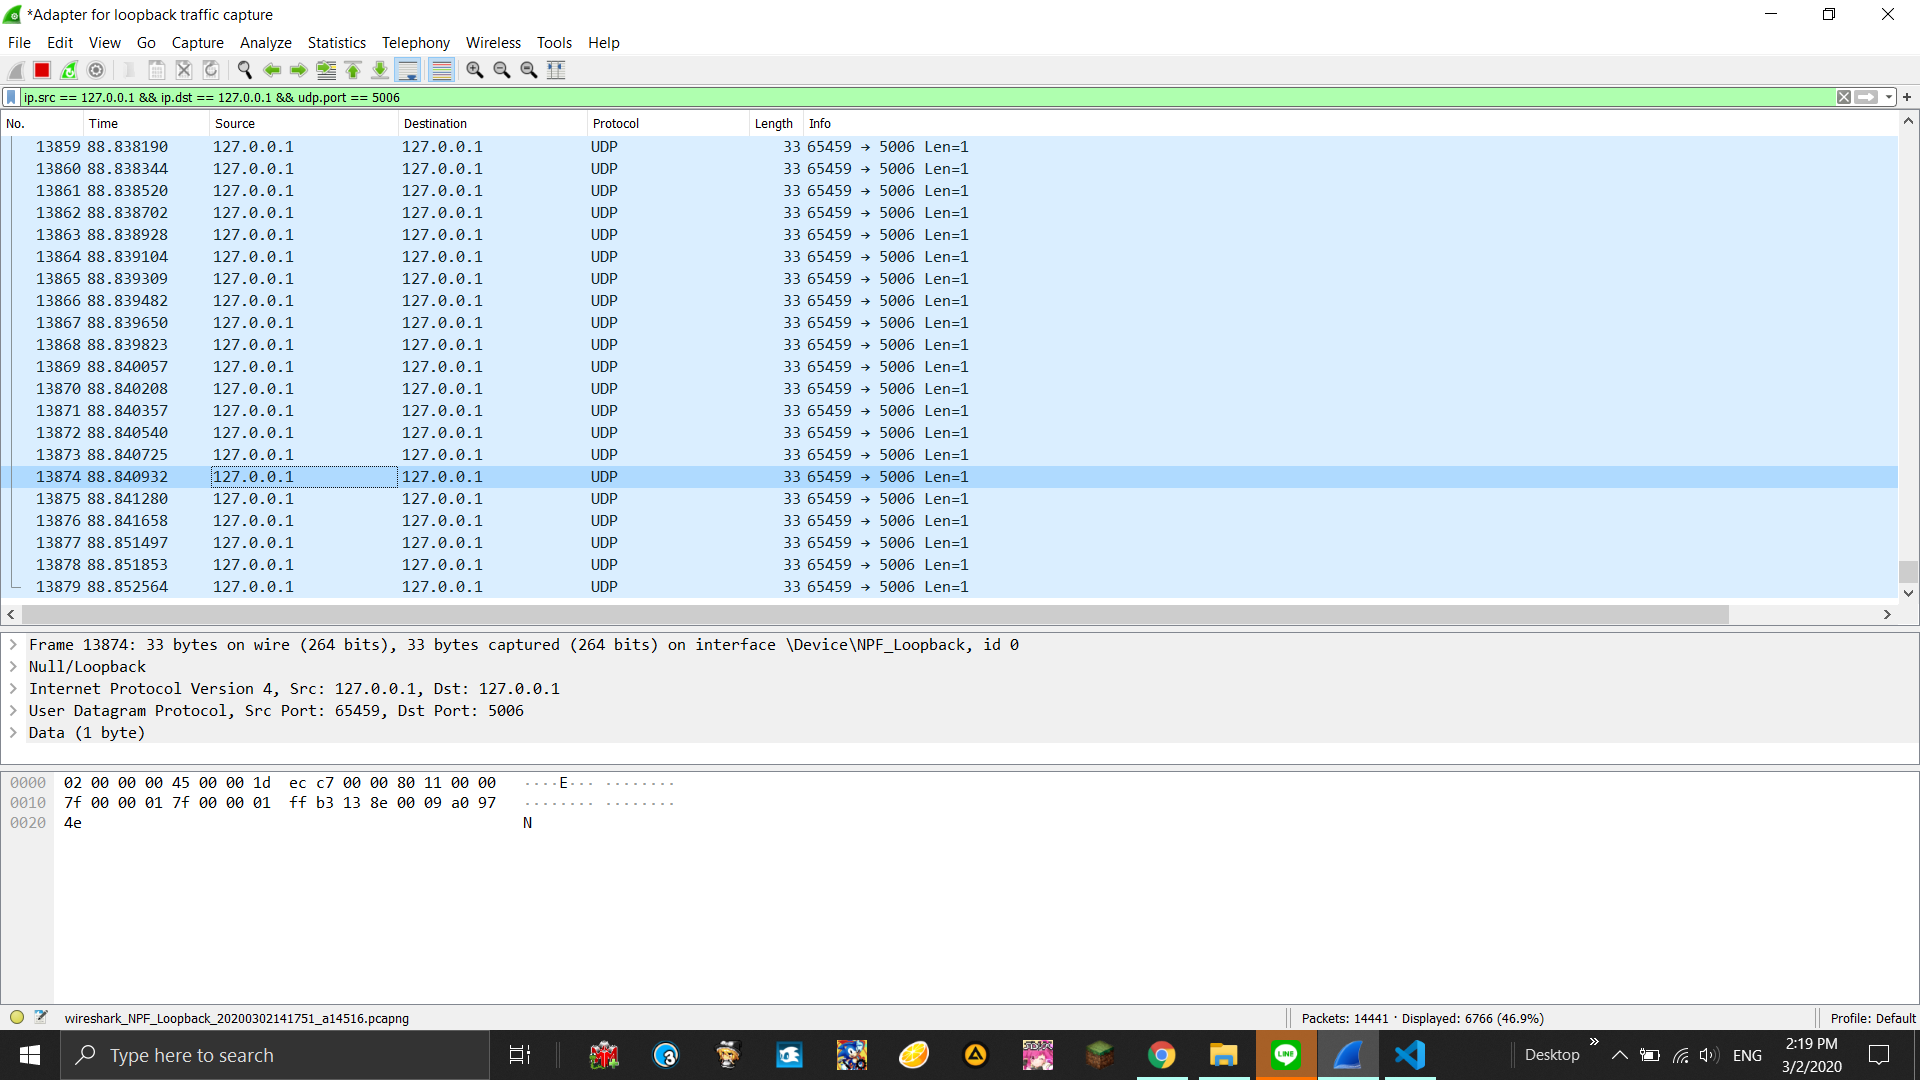 *Adapter for loopback traffic capture
File Edit View Go Capture Analyze Statistics Telephony Wireless Tools Help
ip.src == 127.0.0.1 && ip.dst == 127.0.0.1 && udp.port == 5006
No. Time Source Destination Protocol Length Info
13859 88.838190 127.0.0.1 127.0.0.1 UDP 33 65459 → 5006 Len=1
13860 88.838344 127.0.0.1 127.0.0.1 UDP 33 65459 → 5006 Len=1
13861 88.838520 127.0.0.1 127.0.0.1 UDP 33 65459 → 5006 Len=1
13862 88.838702 127.0.0.1 127.0.0.1 UDP 33 65459 → 5006 Len=1
13863 88.838928 127.0.0.1 127.0.0.1 UDP 33 65459 → 5006 Len=1
13864 88.839104 127.0.0.1 127.0.0.1 UDP 33 65459 → 5006 Len=1
13865 88.839309 127.0.0.1 127.0.0.1 UDP 33 65459 → 5006 Len=1
13866 88.839482 127.0.0.1 127.0.0.1 UDP 33 65459 → 5006 Len=1
13867 88.839650 127.0.0.1 127.0.0.1 UDP 33 65459 → 5006 Len=1
13868 88.839823 127.0.0.1 127.0.0.1 UDP 33 65459 → 5006 Len=1
13869 88.840057 127.0.0.1 127.0.0.1 UDP 33 65459 → 5006 Len=1
13870 88.840208 127.0.0.1 127.0.0.1 UDP 33 65459 → 5006 Len=1
13871 88.840357 127.0.0.1 127.0.0.1 UDP 33 65459 → 5006 Len=1
13872 88.840540 127.0.0.1 127.0.0.1 UDP 33 65459 → 5006 Len=1
13873 88.840725 127.0.0.1 127.0.0.1 UDP 33 65459 → 5006 Len=1
13874 88.840932 127.0.0.1 127.0.0.1 UDP 33 65459 → 5006 Len=1
13875 88.841280 127.0.0.1 127.0.0.1 UDP 33 65459 → 5006 Len=1
13876 88.841658 127.0.0.1 127.0.0.1 UDP 33 65459 → 5006 Len=1
13877 88.851497 127.0.0.1 127.0.0.1 UDP 33 65459 → 5006 Len=1
13878 88.851853 127.0.0.1 127.0.0.1 UDP 33 65459 → 5006 Len=1
13879 88.852564 127.0.0.1 127.0.0.1 UDP 33 65459 → 5006 Len=1
Frame 13874: 33 bytes on wire (264 bits), 33 bytes captured (264 bits) on interface \Device\NPF_Loopback, id 0
Null/Loopback
Internet Protocol Version 4, Src: 127.0.0.1, Dst: 127.0.0.1
User Datagram Protocol, Src Port: 65459, Dst Port: 5006
Data (1 byte)
0000 02 00 00 00 45 00 00 1d ec c7 00 00 80 11 00 00 ····E··· ········
0010 7f 00 00 01 7f 00 00 01 ff b3 13 8e 00 09 a0 97 ········ ········
0020 4e N
wireshark_NPF_Loopback_20200302141751_a14516.pcapng Packets: 14441 · Displayed: 6766 (46.9%) Profile: Default
Type here to search
LINE
Desktop » ENG
2:19 PM
3/2/2020